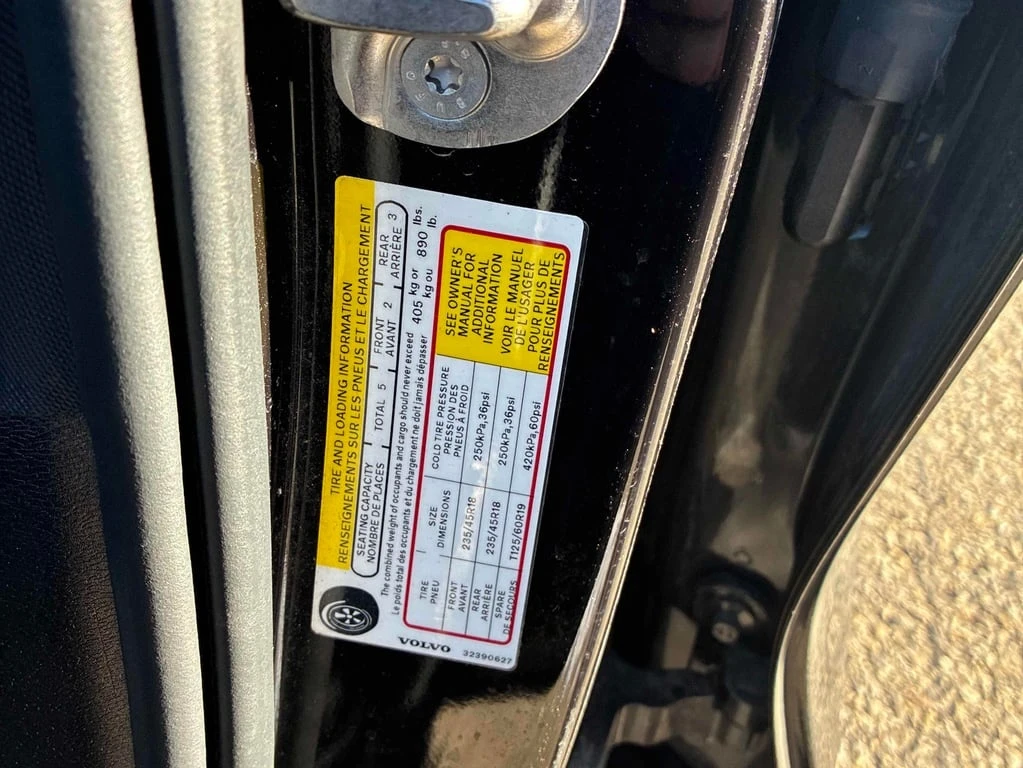 TIRE AND LOADING INFORMATION
RENSEIGNEMENTS SUR LES PNEUS ET LE CHARGEMENT
SEATING CAPACITY TOTAL 5 FRONT 2 REAR 3
NOMBRE DE PLACES AVANT ARRIÈRE
The combined weight of occupants and cargo should never exceed 405 kg or 890 lbs.
Le poids total des occupants et du chargement ne doit jamais dépasser kg ou lb.
TIRE SIZE COLD TIRE PRESSURE
PNEU DIMENSIONS PRESSION DES
PNEUS A FROID
FRONT 235/45R18 250kPa,36psi
AVANT
REAR 235/45R18 250kPa,36psi
ARRIÈRE
SPARE T125/60R19 420kPa,60psi
DE SECOURS
SEE OWNER'S
MANUAL FOR
ADDITIONAL
INFORMATION
VOIR LE MANUEL
DE L'USAGER
POUR PLUS DE
RENSEIGNEMENTS
VOLVO 32390627